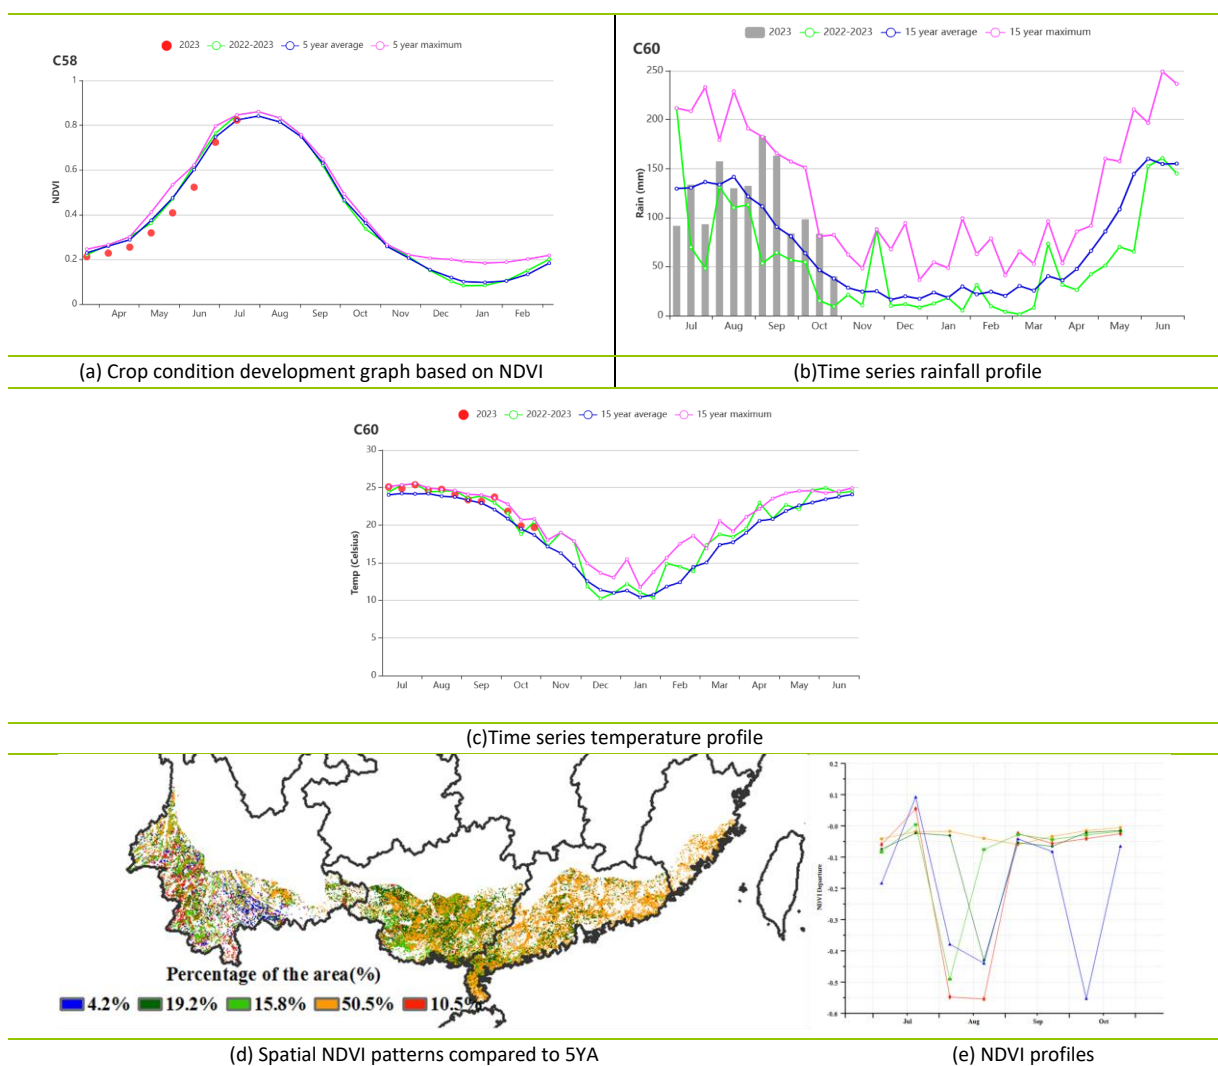 2023 2022-2023 5 year average 5 year maximum
C58
1
0.8
0.6
0.4
0.2
0
NDVI
Apr May Jun Jul Aug Sep Oct Nov Dec Jan Feb
(a) Crop condition development graph based on NDVI
2023 2022-2023 15 year average 15 year maximum
C60
250
200
150
100
50
0
Rain (mm)
Jul Aug Sep Oct Nov Dec Jan Feb Mar Apr May Jun
(b)Time series rainfall profile
2023 2022-2023 15 year average 15 year maximum
C60
30
25
20
15
10
5
0
Temp (Celsius)
Jul Aug Sep Oct Nov Dec Jan Feb Mar Apr May Jun
(c)Time series temperature profile
Percentage of the area(%)
4.2% 19.2% 15.8% 50.5% 10.5%
(d) Spatial NDVI patterns compared to 5YA
0.2
0.1
-0.0
-0.1
-0.2
-0.3
-0.4
-0.5
-0.6
NDVI Departure
Jul Aug Sep Oct
(e) NDVI profiles